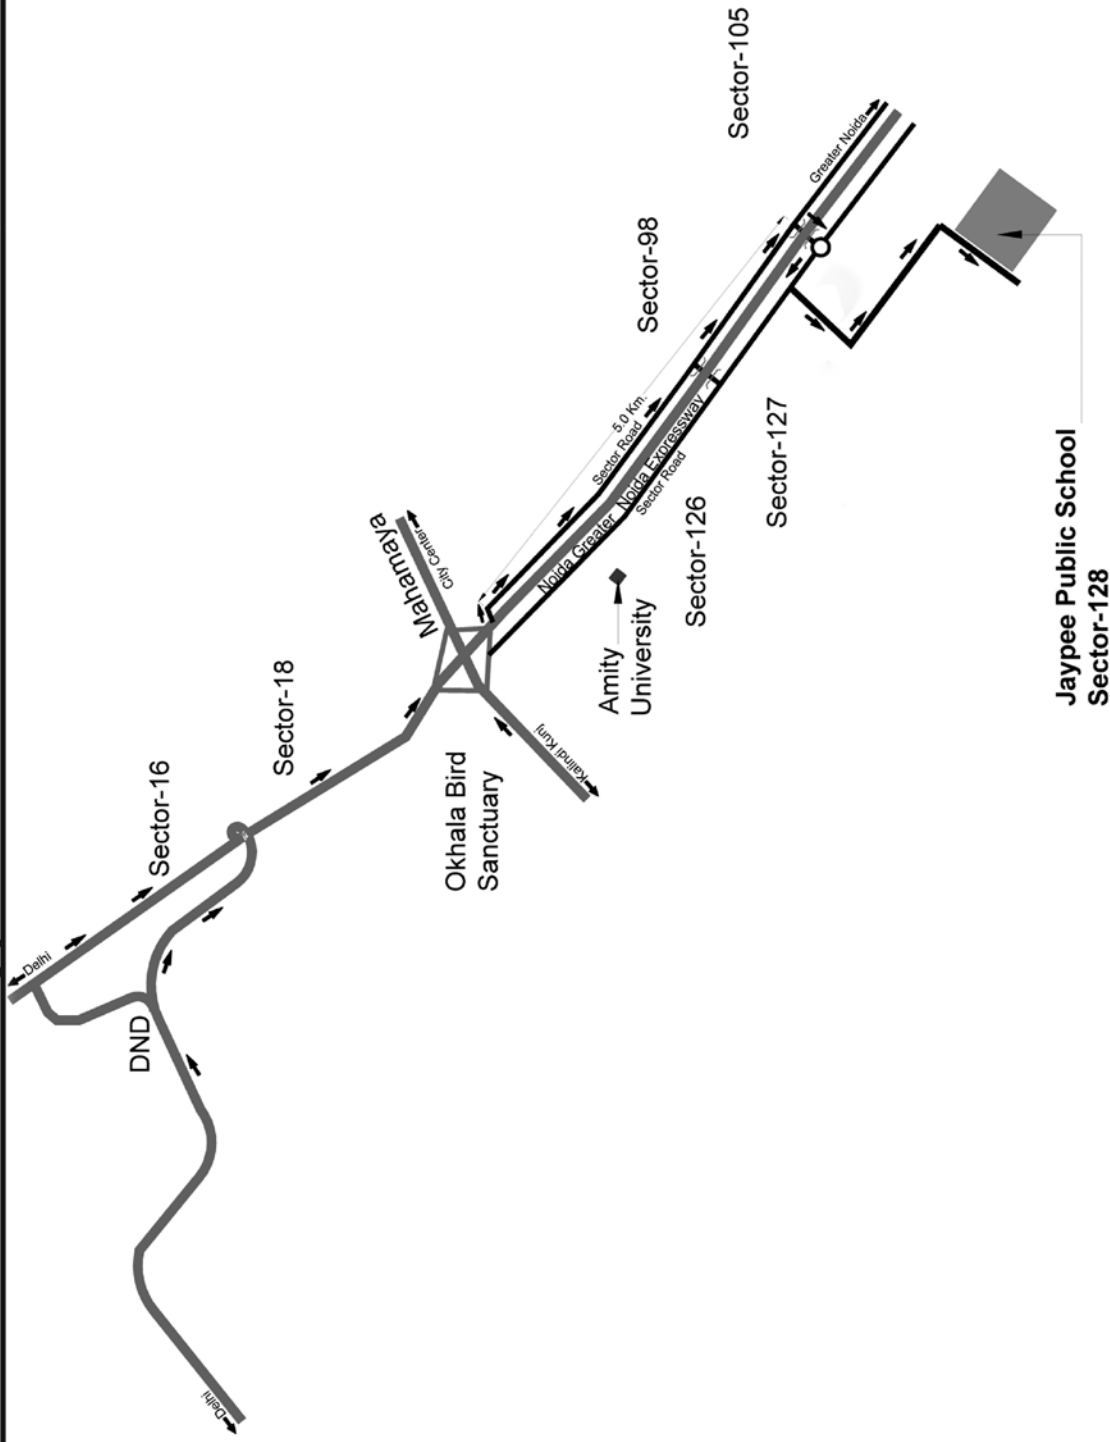 Delhi
DND
Delhi
Sector-16
Sector-18
Okhala Bird
Sanctuary
Mahamaya
City Center
Kalindi Kunj
Amity
University
Noida Greater Noida Expressway
Sector Road
Sector Road
5.0 Km.
Sector-126
Sector-127
Sector-98
Sector-105
Greater Noida
Jaypee Public School
Sector-128